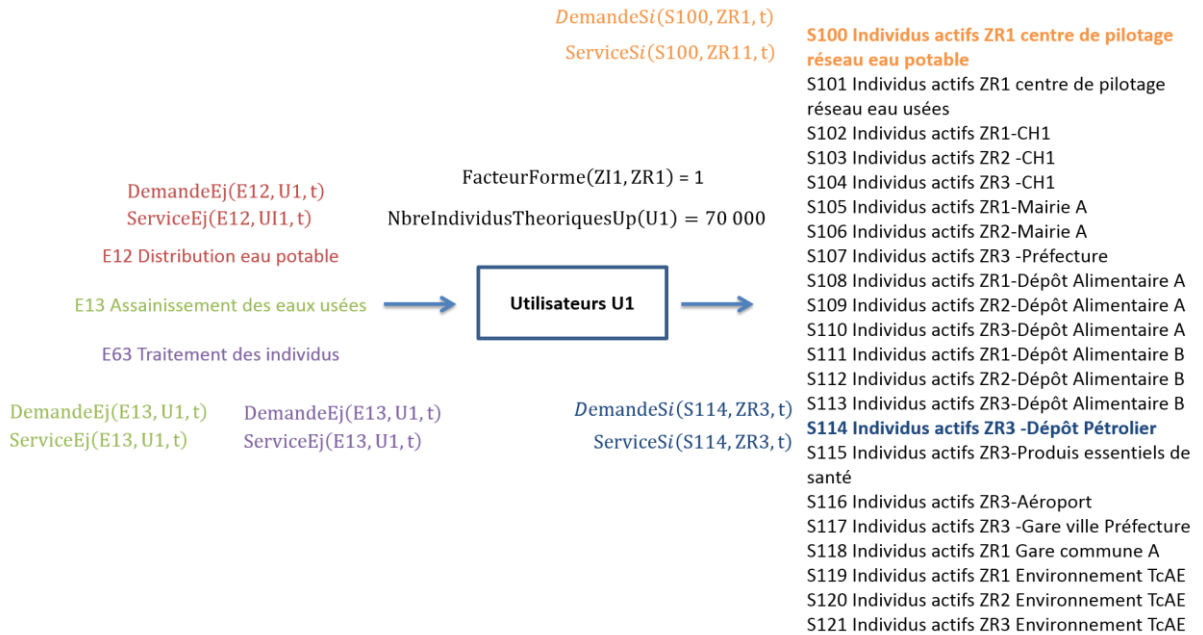 DemandeSi(S100, ZR1, t)
ServiceSi(S100, ZR11, t)
FacteurForme(ZI1, ZR1) = 1
NbreIndividusTheoriquesUp(U1) = 70 000
DemandeEj(E12, U1, t)
ServiceEj(E12, UI1, t)
E12 Distribution eau potable
E13 Assainissement des eaux usées
E63 Traitement des individus
Utilisateurs U1
DemandeEj(E13, U1, t)
ServiceEj(E13, U1, t)
DemandeEj(E13, U1, t)
ServiceEj(E13, U1, t)
DemandeSi(S114, ZR3, t)
ServiceSi(S114, ZR3, t)
S100 Individus actifs ZR1 centre de pilotage
réseau eau potable
S101 Individus actifs ZR1 centre de pilotage
réseau eau usées
S102 Individus actifs ZR1-CH1
S103 Individus actifs ZR2 -CH1
S104 Individus actifs ZR3 -CH1
S105 Individus actifs ZR1-Mairie A
S106 Individus actifs ZR2-Mairie A
S107 Individus actifs ZR3 -Préfecture
S108 Individus actifs ZR1-Dépôt Alimentaire A
S109 Individus actifs ZR2-Dépôt Alimentaire A
S110 Individus actifs ZR3-Dépôt Alimentaire A
S111 Individus actifs ZR1-Dépôt Alimentaire B
S112 Individus actifs ZR2-Dépôt Alimentaire B
S113 Individus actifs ZR3-Dépôt Alimentaire B
S114 Individus actifs ZR3 -Dépôt Pétrolier
S115 Individus actifs ZR3-Produis essentiels de
santé
S116 Individus actifs ZR3-Aéroport
S117 Individus actifs ZR3 -Gare ville Préfecture
S118 Individus actifs ZR1 Gare commune A
S119 Individus actifs ZR1 Environnement TcAE
S120 Individus actifs ZR2 Environnement TcAE
S121 Individus actifs ZR3 Environnement TcAE